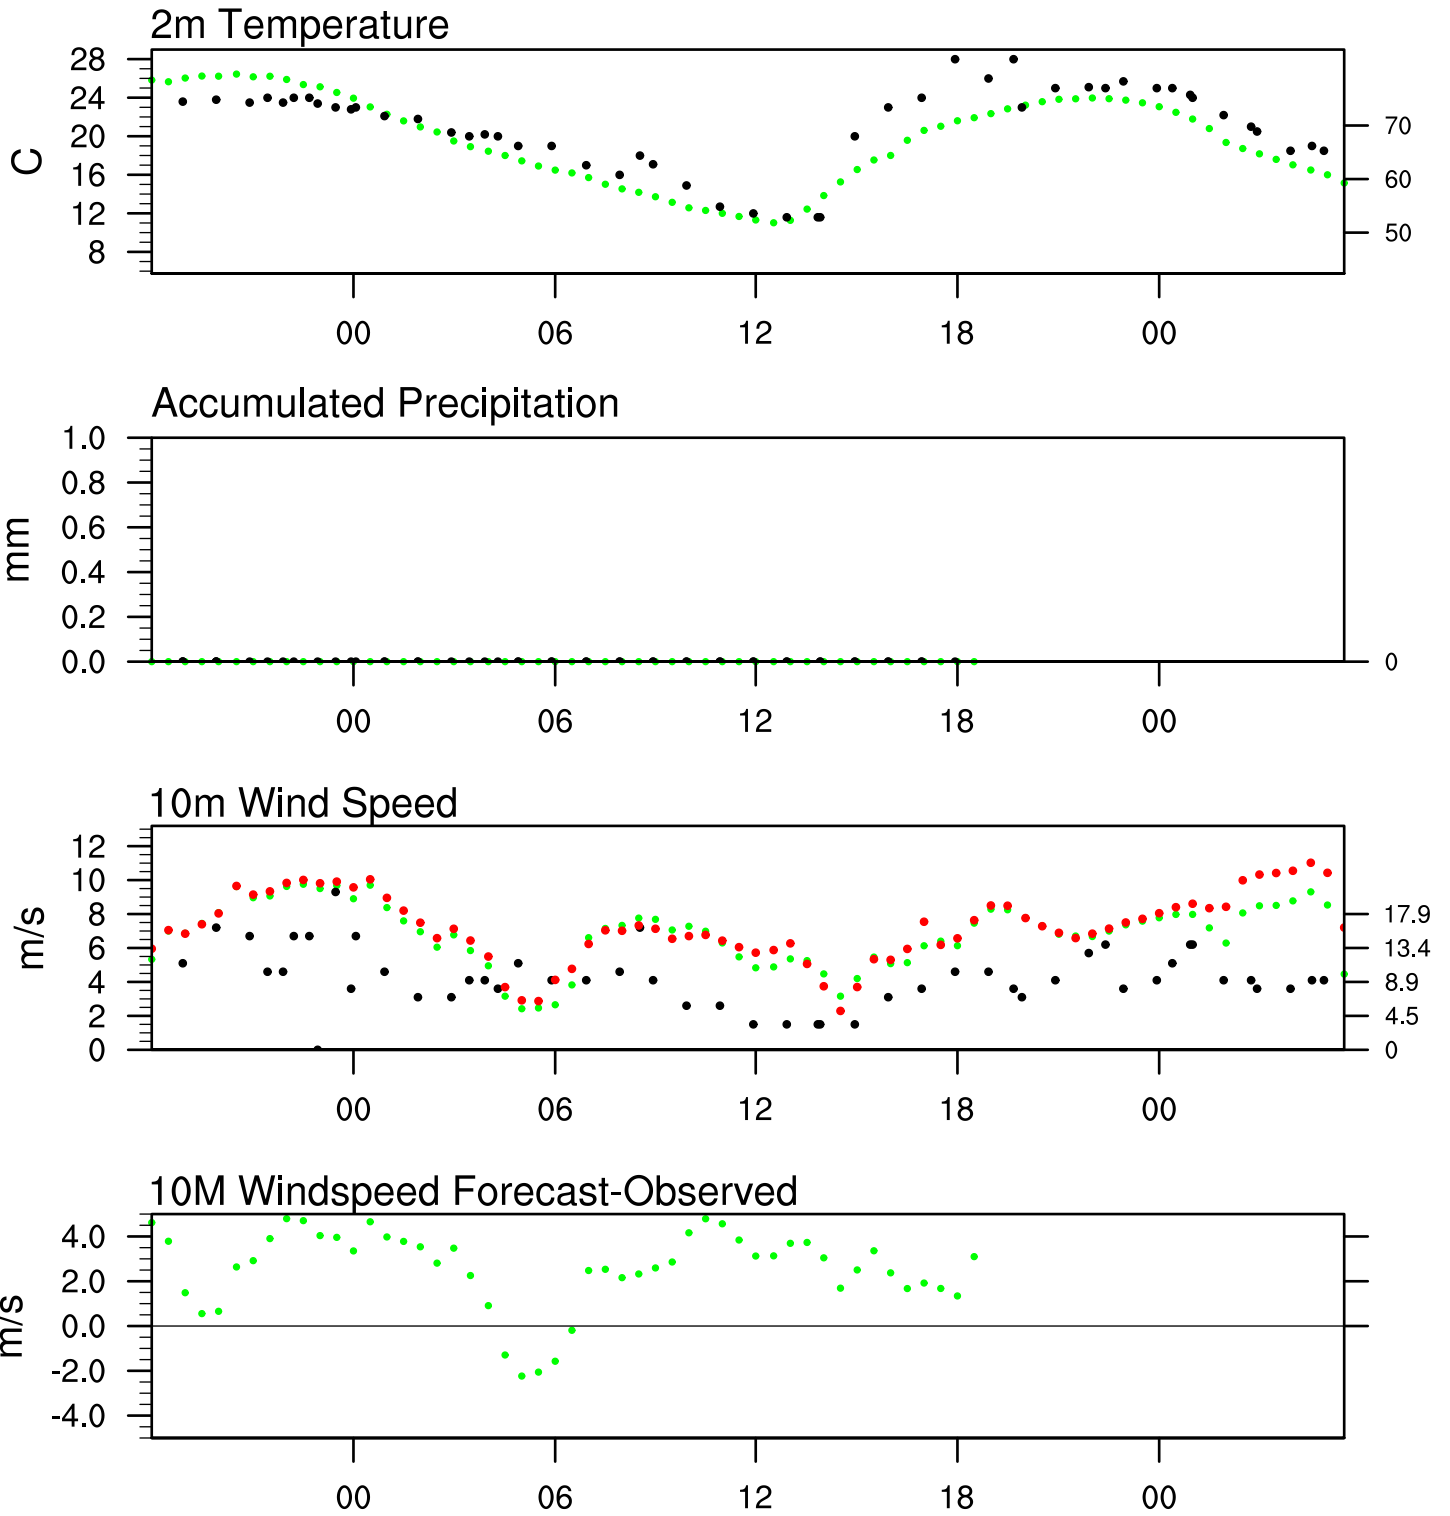 2m Temperature
28
24
20
16
12
8
C
70
60
50
00 06 12 18 00
Accumulated Precipitation
1.0
0.8
0.6
0.4
0.2
0.0
mm
0
00 06 12 18 00
10m Wind Speed
12
10
8
6
4
2
0
m/s
17.9
13.4
8.9
4.5
0
00 06 12 18 00
10M Windspeed Forecast-Observed
4.0
2.0
0.0
-2.0
-4.0
m/s
00 06 12 18 00